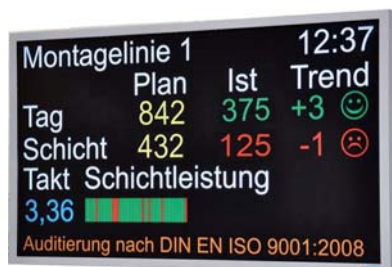 Montagelinie 1 12:37
Plan Ist Trend
Tag 842 375 +3
Schicht 432 125 -1
Takt Schichtleistung
3,36
Auditierung nach DIN EN ISO 9001:2008